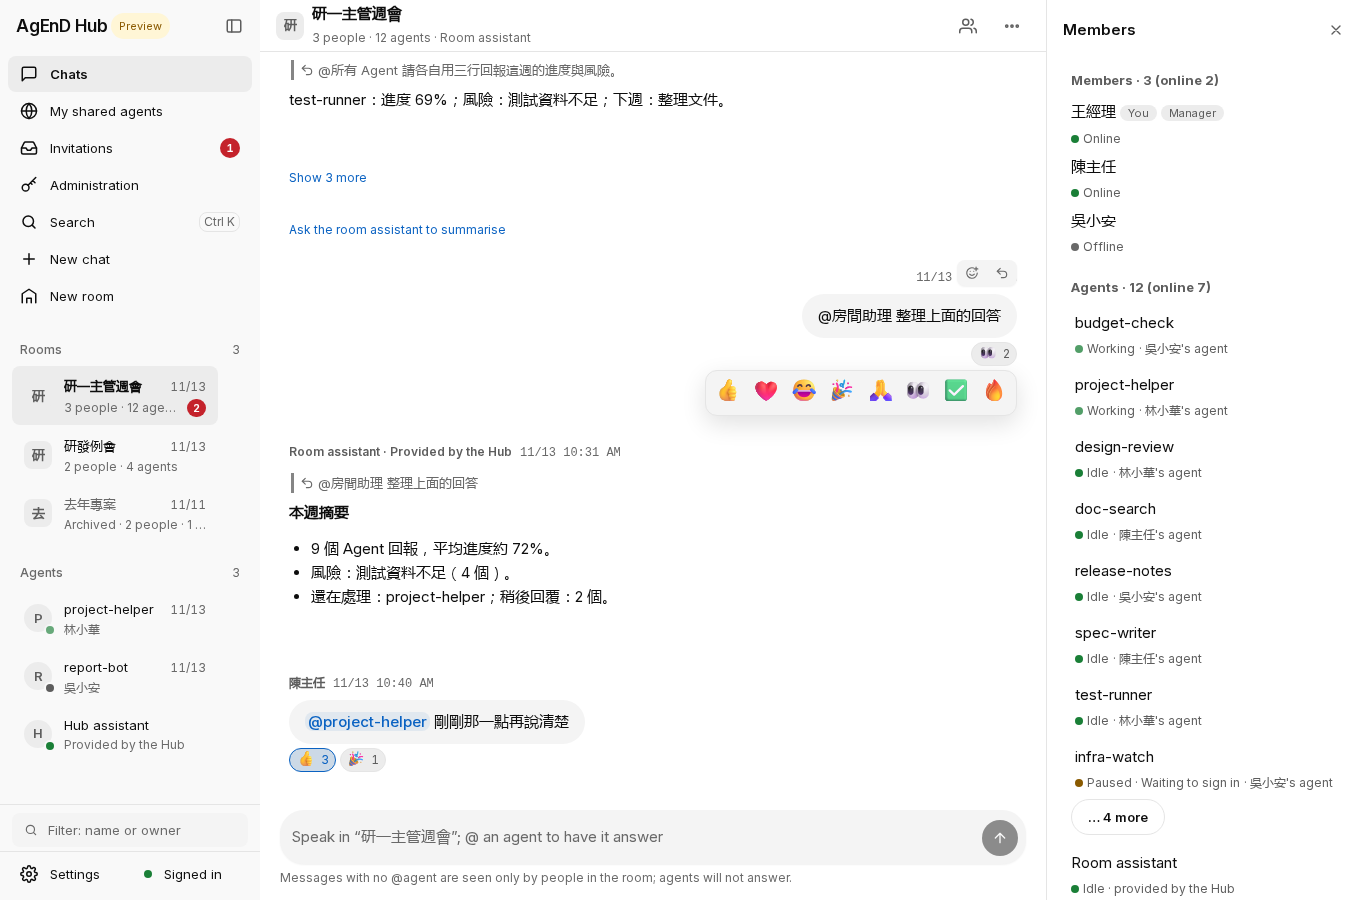 AgEnD Hub Preview
Chats
My shared agents
Invitations 1
Administration
Search Ctrl K
New chat
New room
Rooms 3
研 研一主管週會 11/13
3 people · 12 age… 2
研 研發例會 11/13
2 people · 4 agents
去 去年專案 11/11
Archived · 2 people · 1 …
Agents 3
P project-helper 11/13
林小華
R report-bot 11/13
吳小安
H Hub assistant
Provided by the Hub
Filter: name or owner
Settings Signed in
研 研一主管週會
3 people · 12 agents · Room assistant
@所有 Agent 請各自用三行回報這週的進度與風險。
test-runner：進度 69%；風險：測試資料不足；下週：整理文件。
Show 3 more
Ask the room assistant to summarise
11/13
@房間助理 整理上面的回答
👀 2
👍 ❤️ 😂 🎉 🙏 👀 ✅ 🔥
Room assistant · Provided by the Hub 11/13 10:31 AM
@房間助理 整理上面的回答
本週摘要
• 9 個 Agent 回報，平均進度約 72%。
• 風險：測試資料不足（4 個）。
• 還在處理：project-helper；稍後回覆：2 個。
陳主任 11/13 10:40 AM
@project-helper 剛剛那一點再說清楚
👍 3 🎉 1
Speak in “研一主管週會”; @ an agent to have it answer
Messages with no @agent are seen only by people in the room; agents will not answer.
Members
Members · 3 (online 2)
王經理 You Manager
Online
陳主任
Online
吳小安
Offline
Agents · 12 (online 7)
budget-check
Working · 吳小安's agent
project-helper
Working · 林小華's agent
design-review
Idle · 林小華's agent
doc-search
Idle · 陳主任's agent
release-notes
Idle · 吳小安's agent
spec-writer
Idle · 陳主任's agent
test-runner
Idle · 林小華's agent
infra-watch
Paused · Waiting to sign in · 吳小安's agent
… 4 more
Room assistant
Idle · provided by the Hub